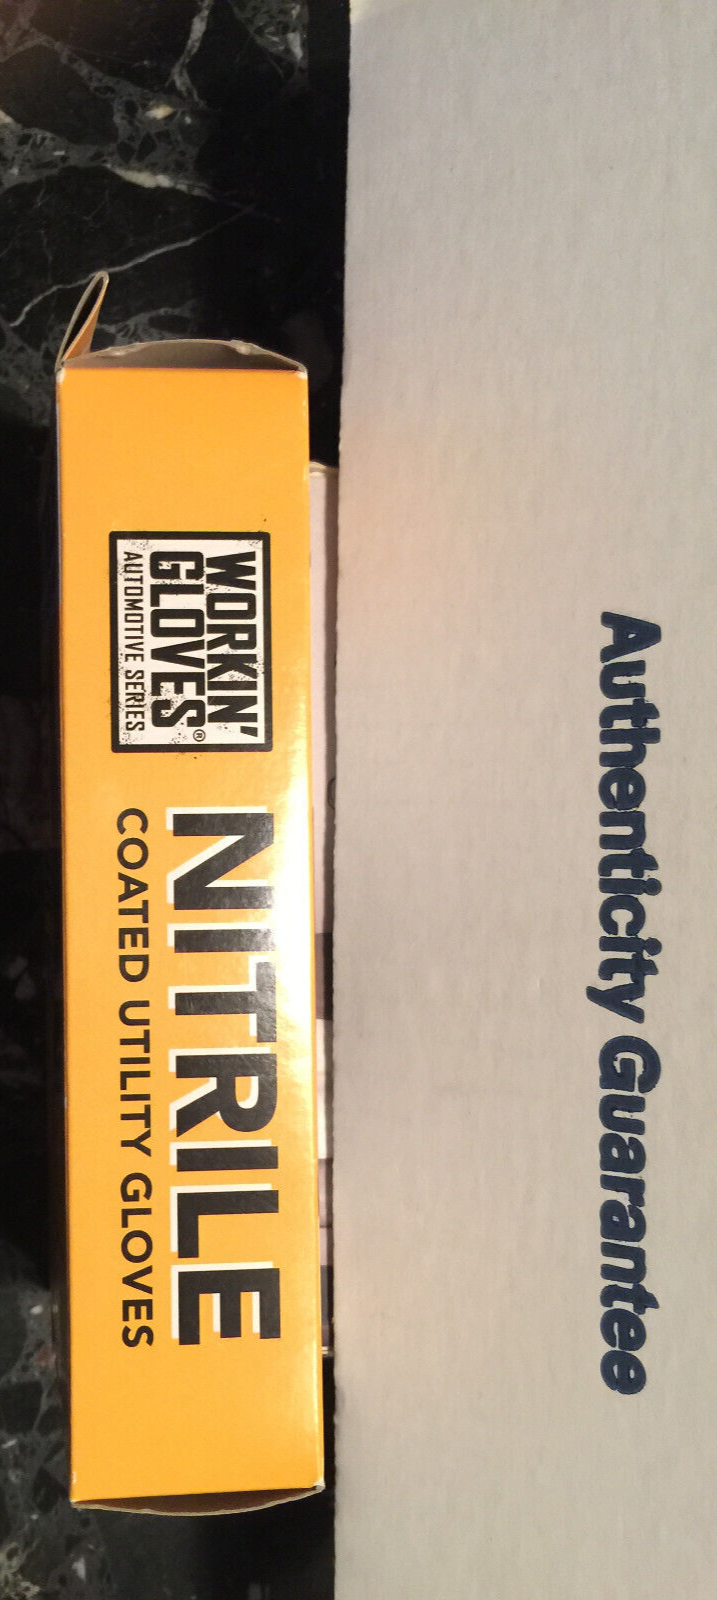 WORKIN'
GLOVES®
AUTOMOTIVE SERIES
NITRILE
COATED UTILITY GLOVES
Authenticity Guarantee